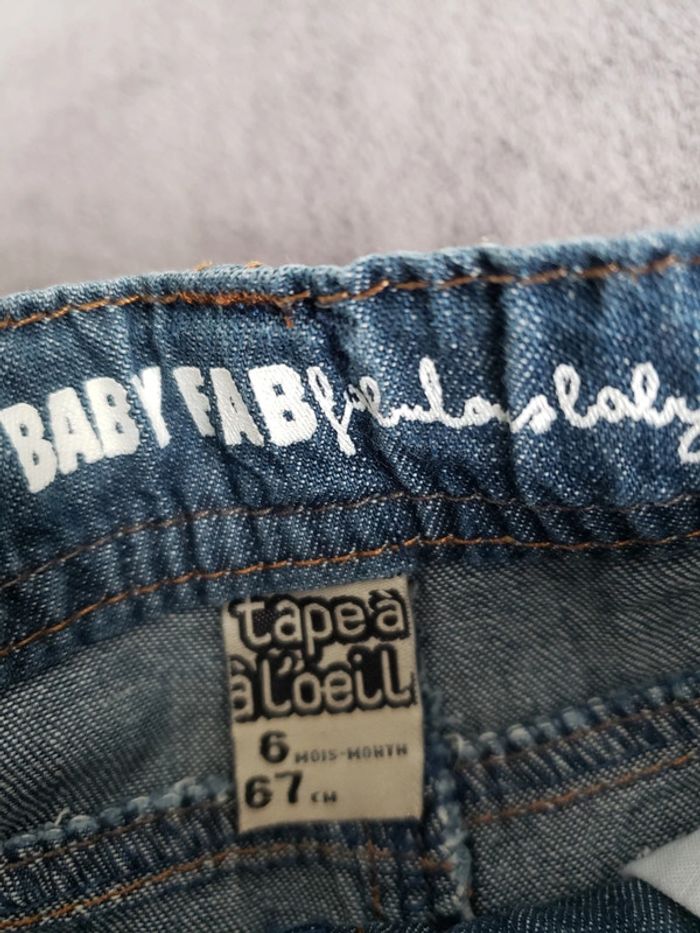 BABY FAB fabulous baby
tape à
à l'oeil
6 MOIS-MONTH
67 CM